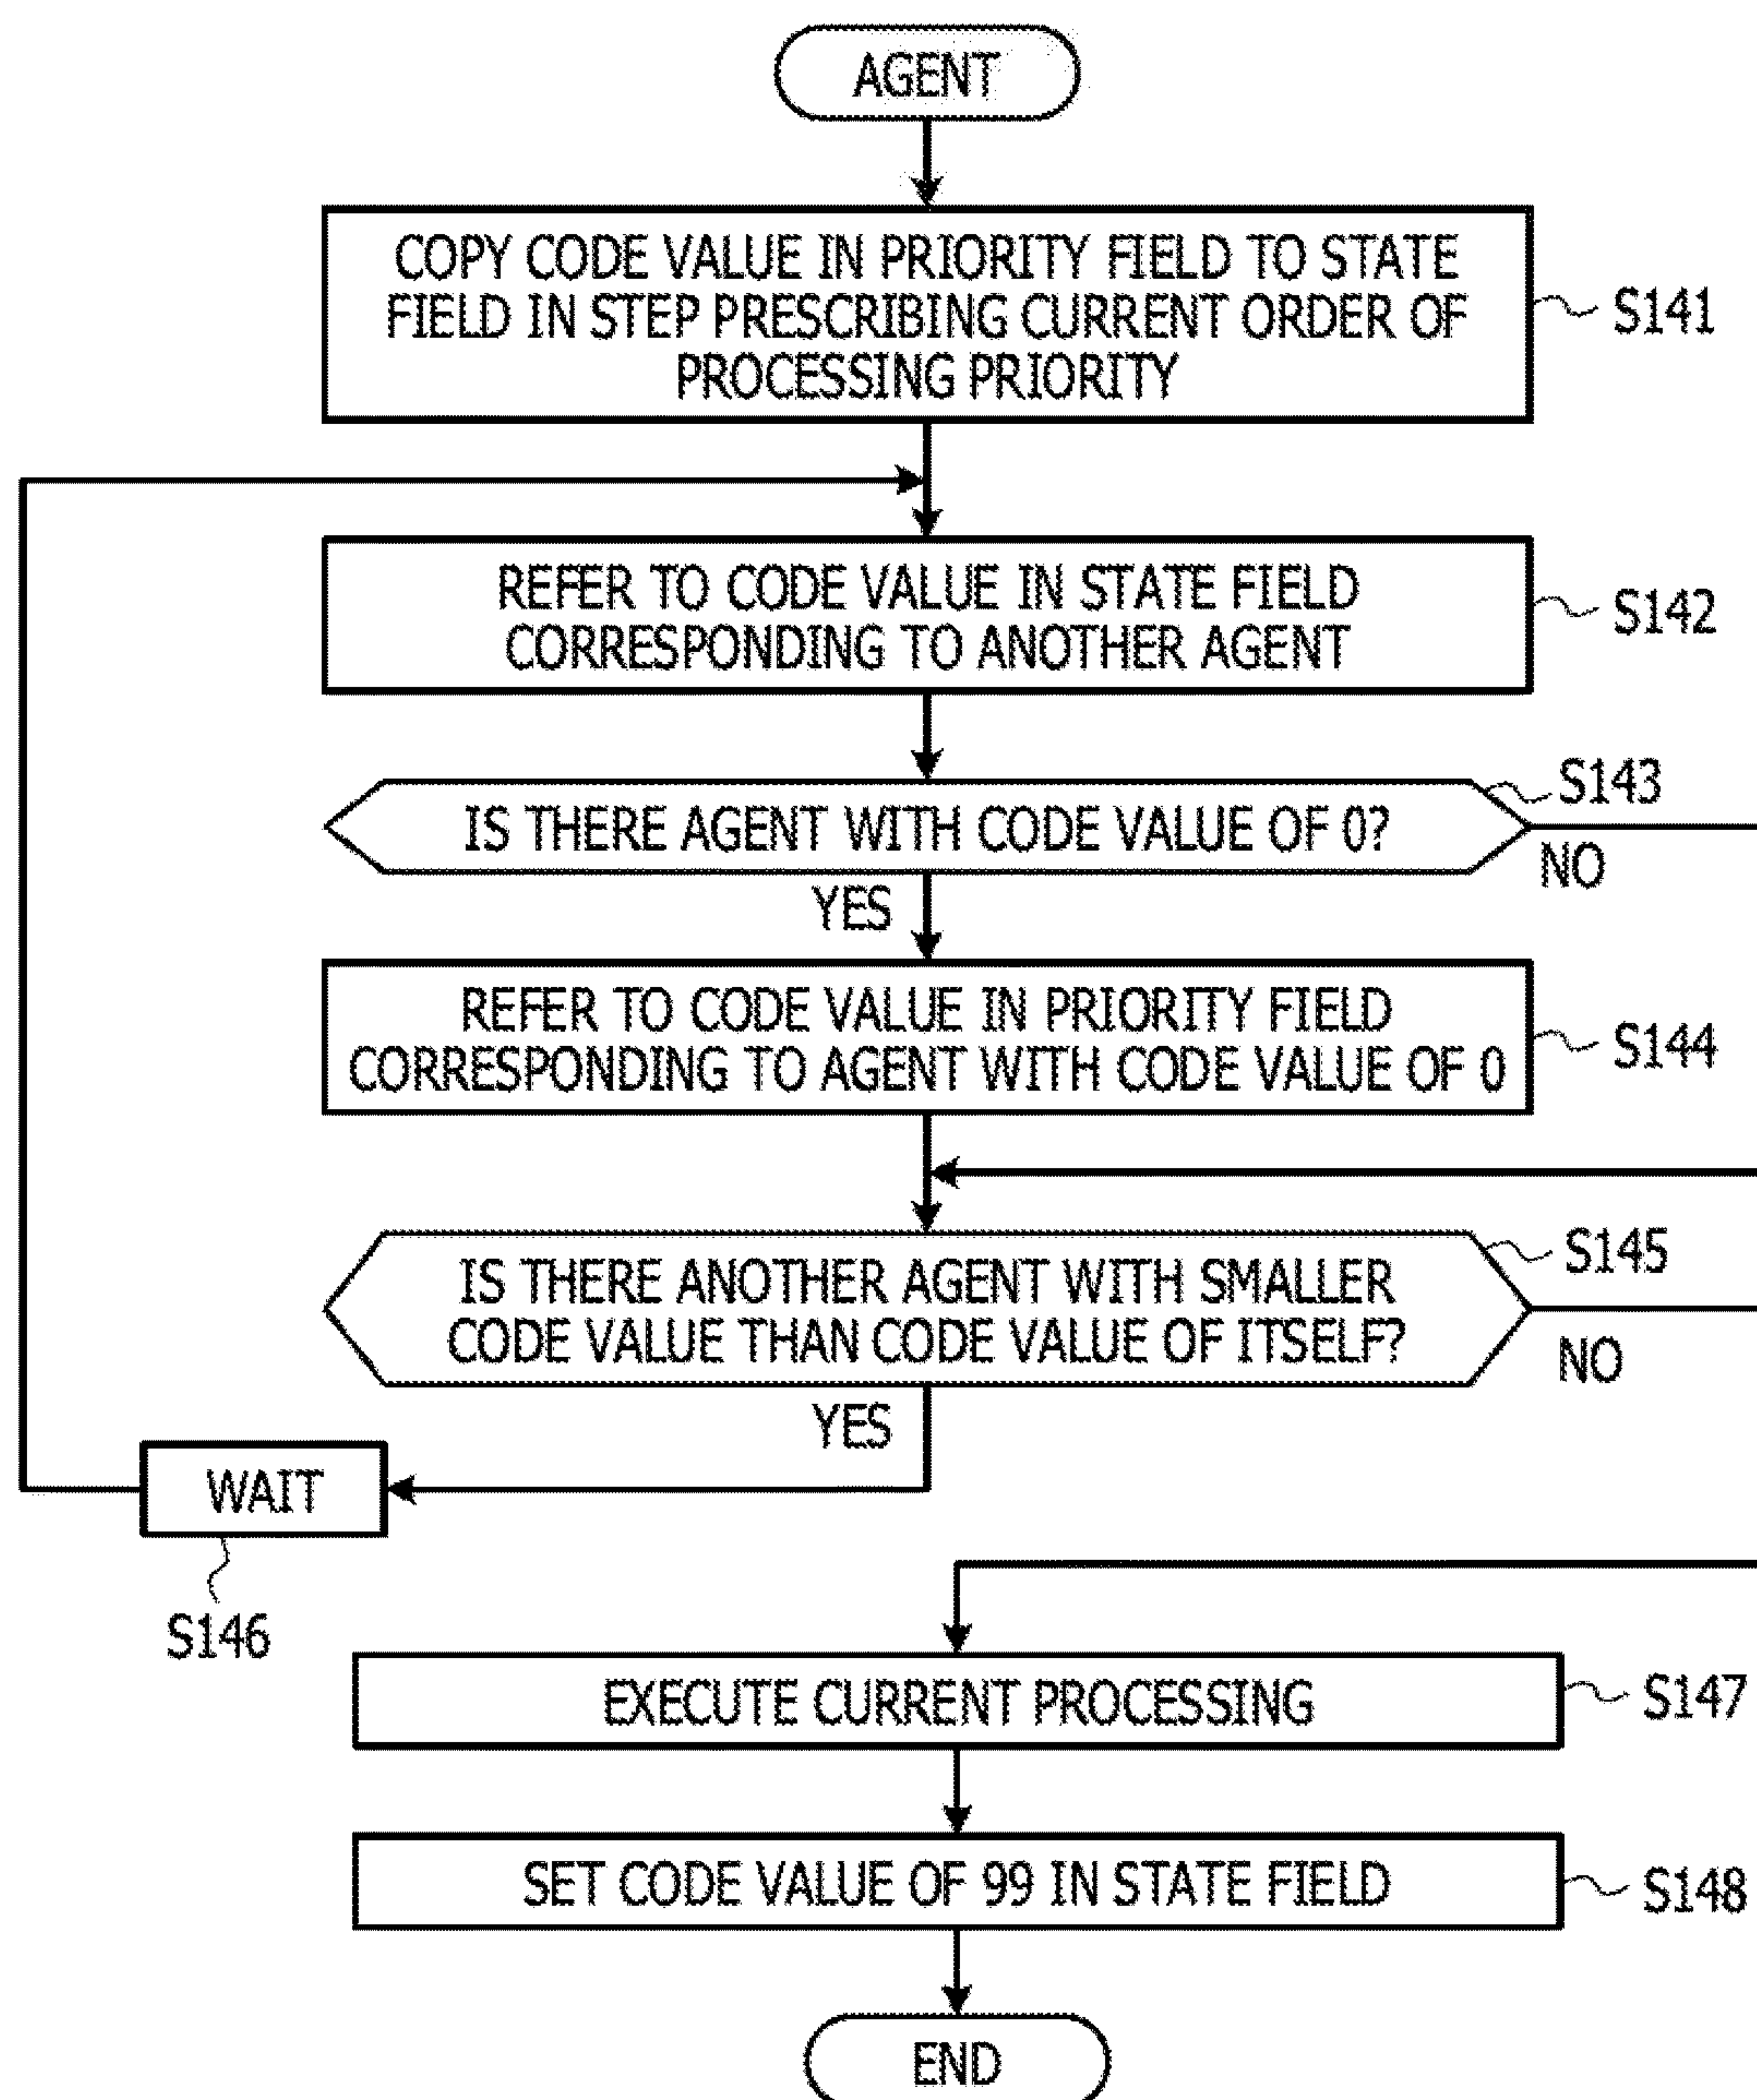 AGENT
COPY CODE VALUE IN PRIORITY FIELD TO STATE
FIELD IN STEP PRESCRIBING CURRENT ORDER OF
PROCESSING PRIORITY
S141
REFER TO CODE VALUE IN STATE FIELD
CORRESPONDING TO ANOTHER AGENT
S142
S143
IS THERE AGENT WITH CODE VALUE OF 0?
NO
YES
REFER TO CODE VALUE IN PRIORITY FIELD
CORRESPONDING TO AGENT WITH CODE VALUE OF 0
S144
S145
IS THERE ANOTHER AGENT WITH SMALLER
CODE VALUE THAN CODE VALUE OF ITSELF?
NO
YES
WAIT
S146
EXECUTE CURRENT PROCESSING
S147
SET CODE VALUE OF 99 IN STATE FIELD
S148
END